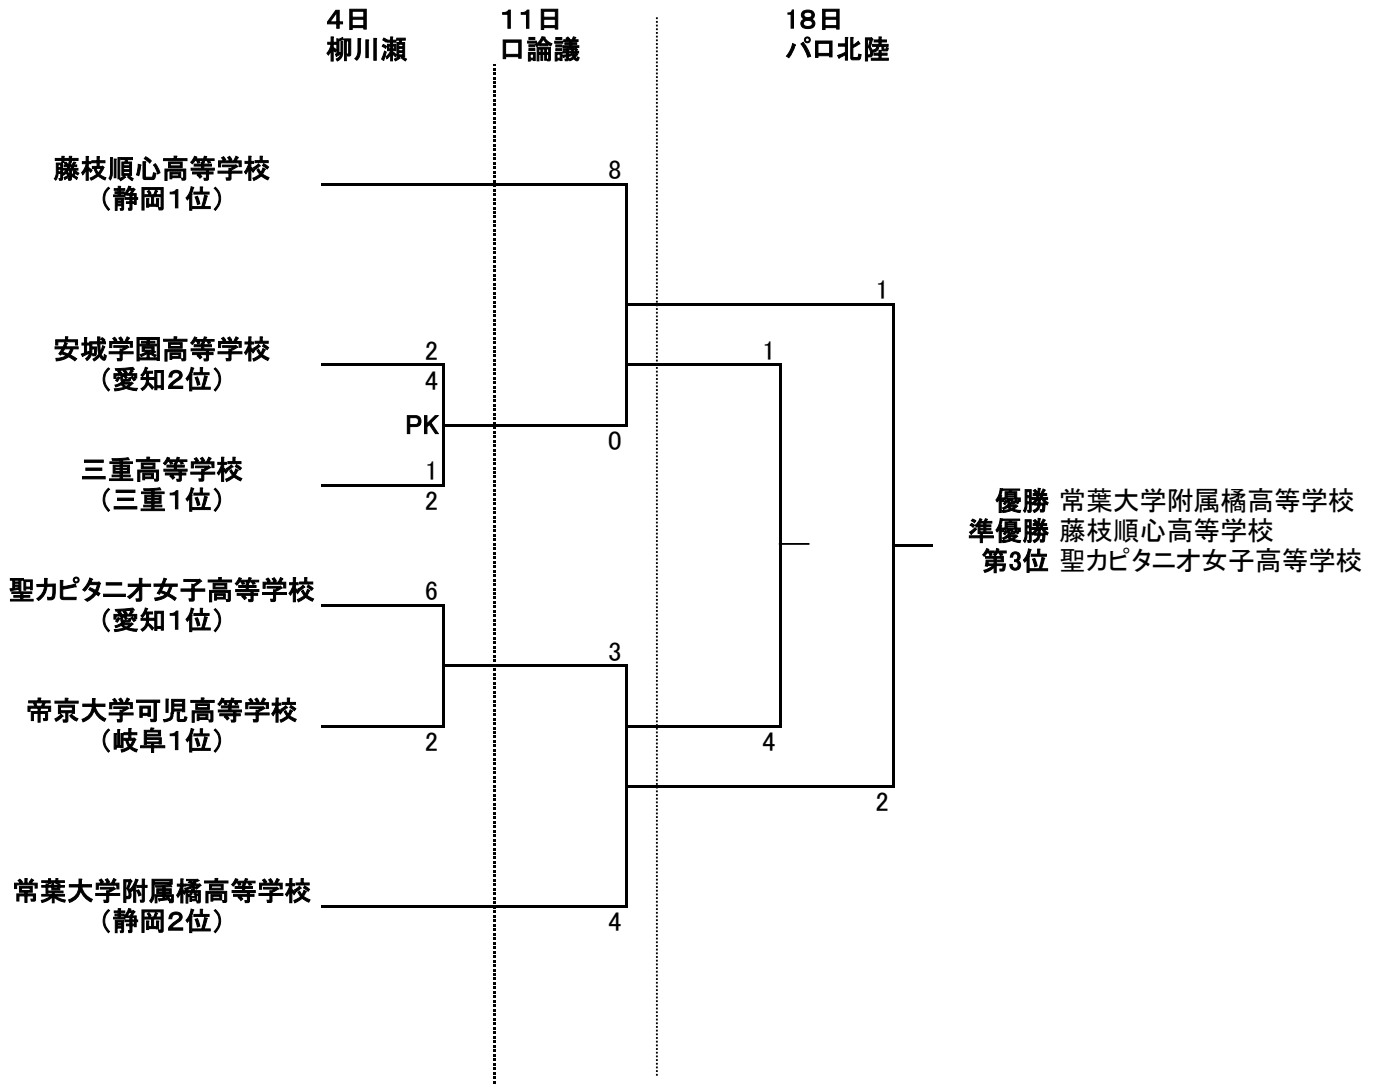 4日
柳川瀬
11日
口論議
18日
パロ北陸
藤枝順心高等学校
（静岡1位）
8
1
安城学園高等学校
（愛知2位）
2
4
1
PK
0
三重高等学校
（三重1位）
1
2
優勝 常葉大学附属橘高等学校
準優勝 藤枝順心高等学校
第3位 聖カピタニオ女子高等学校
聖カピタニオ女子高等学校
（愛知1位）
6
3
帝京大学可児高等学校
（岐阜1位）
2
4
2
常葉大学附属橘高等学校
（静岡2位）
4